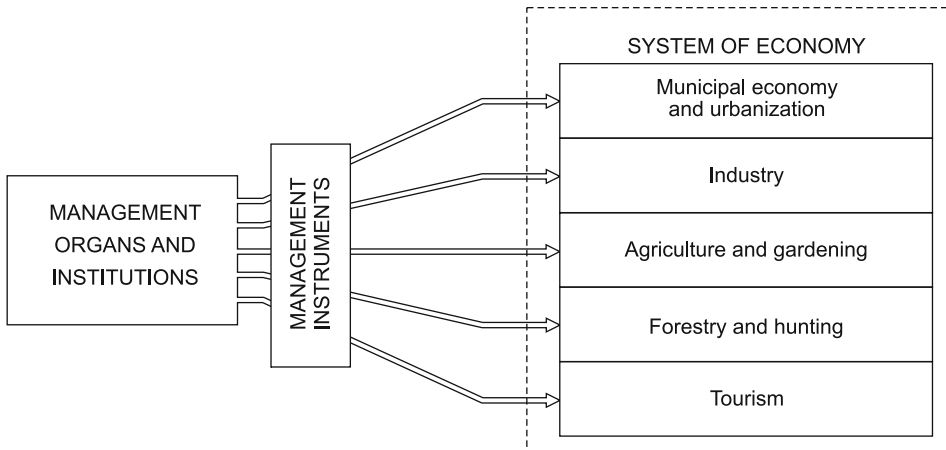 SYSTEM OF ECONOMY
Municipal economy
and urbanization
Industry
Agriculture and gardening
Forestry and hunting
Tourism
MANAGEMENT
ORGANS AND
INSTITUTIONS
MANAGEMENT
INSTRUMENTS